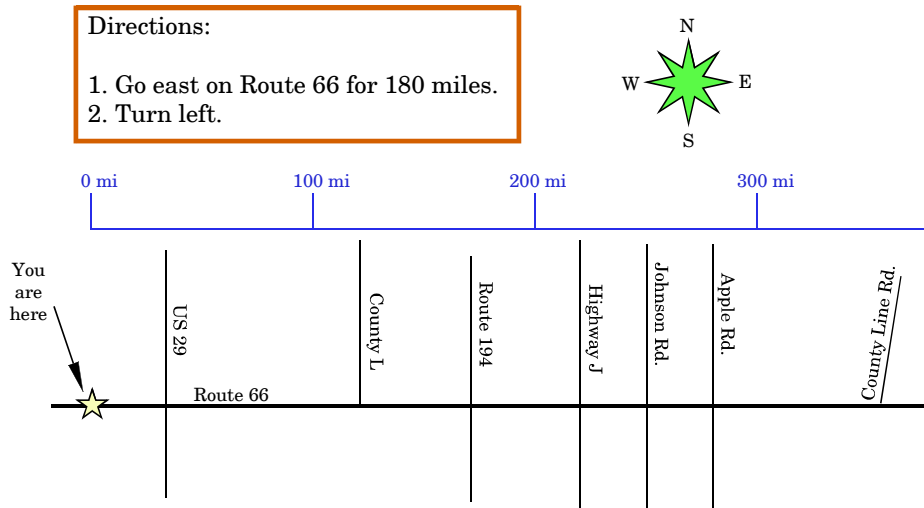 Directions:
1. Go east on Route 66 for 180 miles.
2. Turn left.
N
W
E
S
0 mi
100 mi
200 mi
300 mi
You
are
here
US 29
County L
Route 194
Highway J
Johnson Rd.
Apple Rd.
County Line Rd.
Route 66